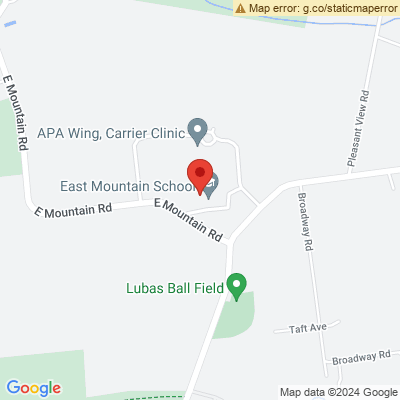 Map error: g.co/staticmaperror
E Mountain Rd
Pleasant View Rd
APA Wing, Carrier Clinic
East Mountain School
E Mountain Rd
E Mountain Rd
Broadway Rd
Lubas Ball Field
Taft Ave
Broadway Rd
Google
Map data ©2024 Google